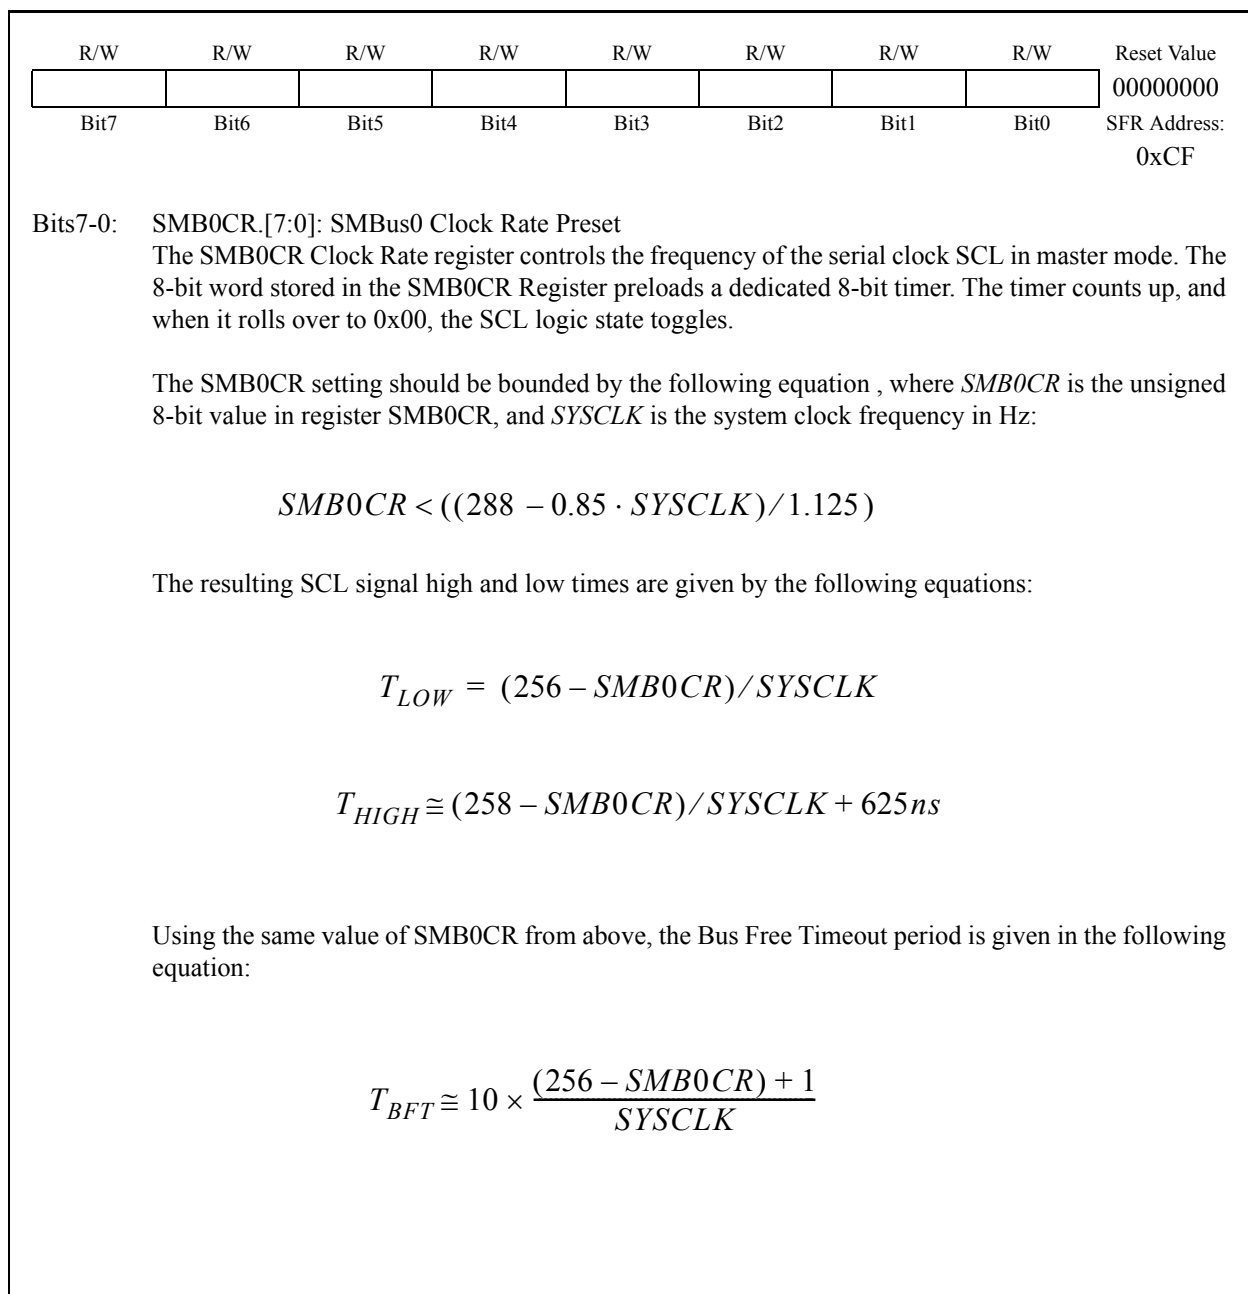 R/W R/W R/W R/W R/W R/W R/W R/W Reset Value
00000000
Bit7 Bit6 Bit5 Bit4 Bit3 Bit2 Bit1 Bit0 SFR Address:
0xCF
Bits7-0: SMB0CR.[7:0]: SMBus0 Clock Rate Preset
The SMB0CR Clock Rate register controls the frequency of the serial clock SCL in master mode. The
8-bit word stored in the SMB0CR Register preloads a dedicated 8-bit timer. The timer counts up, and
when it rolls over to 0x00, the SCL logic state toggles.
The SMB0CR setting should be bounded by the following equation , where SMB0CR is the unsigned
8-bit value in register SMB0CR, and SYSCLK is the system clock frequency in Hz:
SMB0CR < ((288 – 0.85 · SYSCLK)/1.125)
The resulting SCL signal high and low times are given by the following equations:
T_LOW = (256 – SMB0CR)/SYSCLK
T_HIGH ≅ (258 – SMB0CR)/SYSCLK + 625ns
Using the same value of SMB0CR from above, the Bus Free Timeout period is given in the following
equation:
T_BFT ≅ 10 × (256 – SMB0CR) + 1
SYSCLK